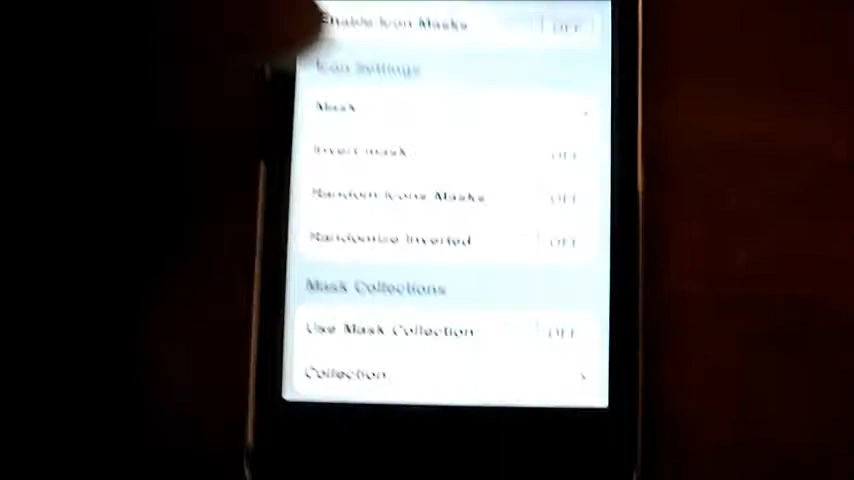 Enable Icon Masks OFF
Icon Settings
Mask
Invert mask OFF
Random Icons Masks OFF
Randomize Inverted OFF
Mask Collections
Use Mask Collection OFF
Collection